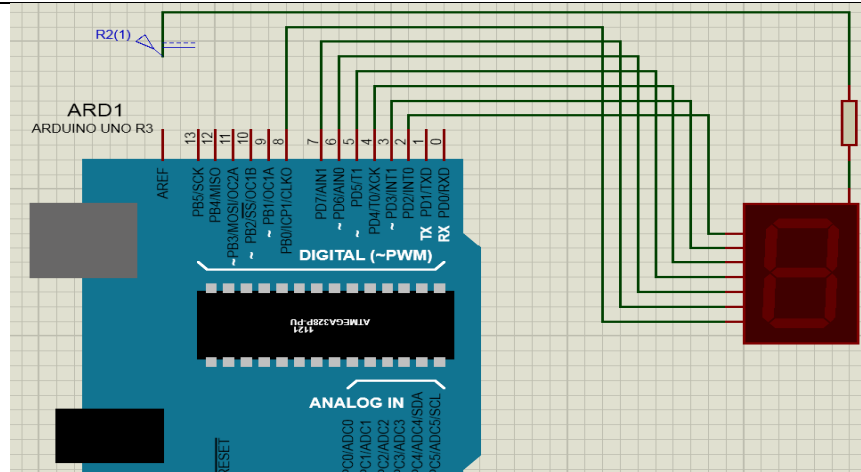 R2(1)
ARD1
ARDUINO UNO R3
AREF
13
12
11
10
9
8
7
6
5
4
3
2
1
0
PB5/SCK
PB4/MISO
~ PB3/MOSI/OC2A
~ PB2/SS/OC1B
~ PB1/OC1A
PB0/ICP1/CLKO
PD7/AIN1
~ PD6/AIN0
~ PD5/T1
PD4/T0/XCK
~ PD3/INT1
PD2/INT0
TX PD1/TXD
RX PD0/RXD
DIGITAL (~PWM)
1121
ATMEGA328P-PU
ANALOG IN
RESET
PC0/ADC0
PC1/ADC1
PC2/ADC2
PC3/ADC3
PC4/ADC4/SDA
PC5/ADC5/SCL